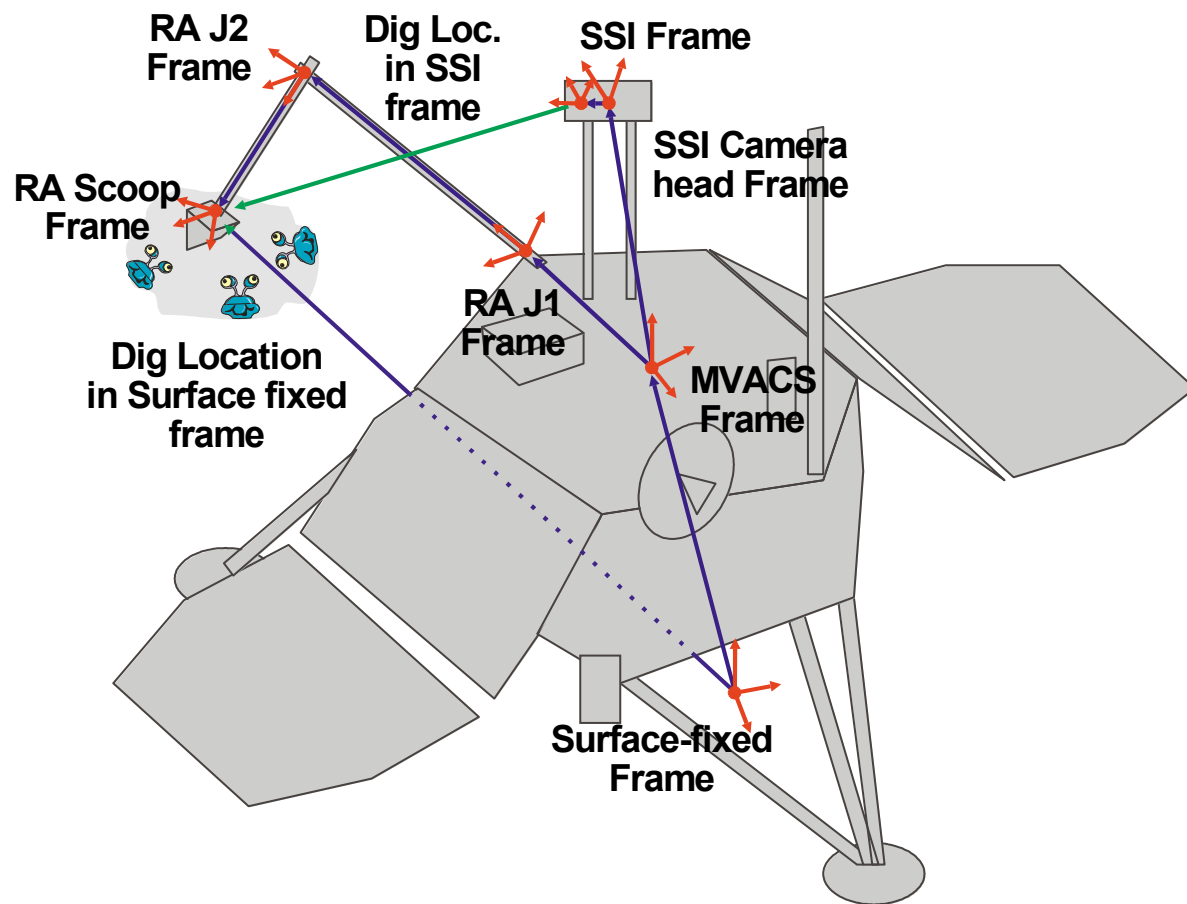 RA J2
Frame
Dig Loc.
in SSI
frame
SSI Frame
SSI Camera
head Frame
RA Scoop
Frame
RA J1
Frame
Dig Location
in Surface fixed
frame
MVACS
Frame
Surface-fixed
Frame